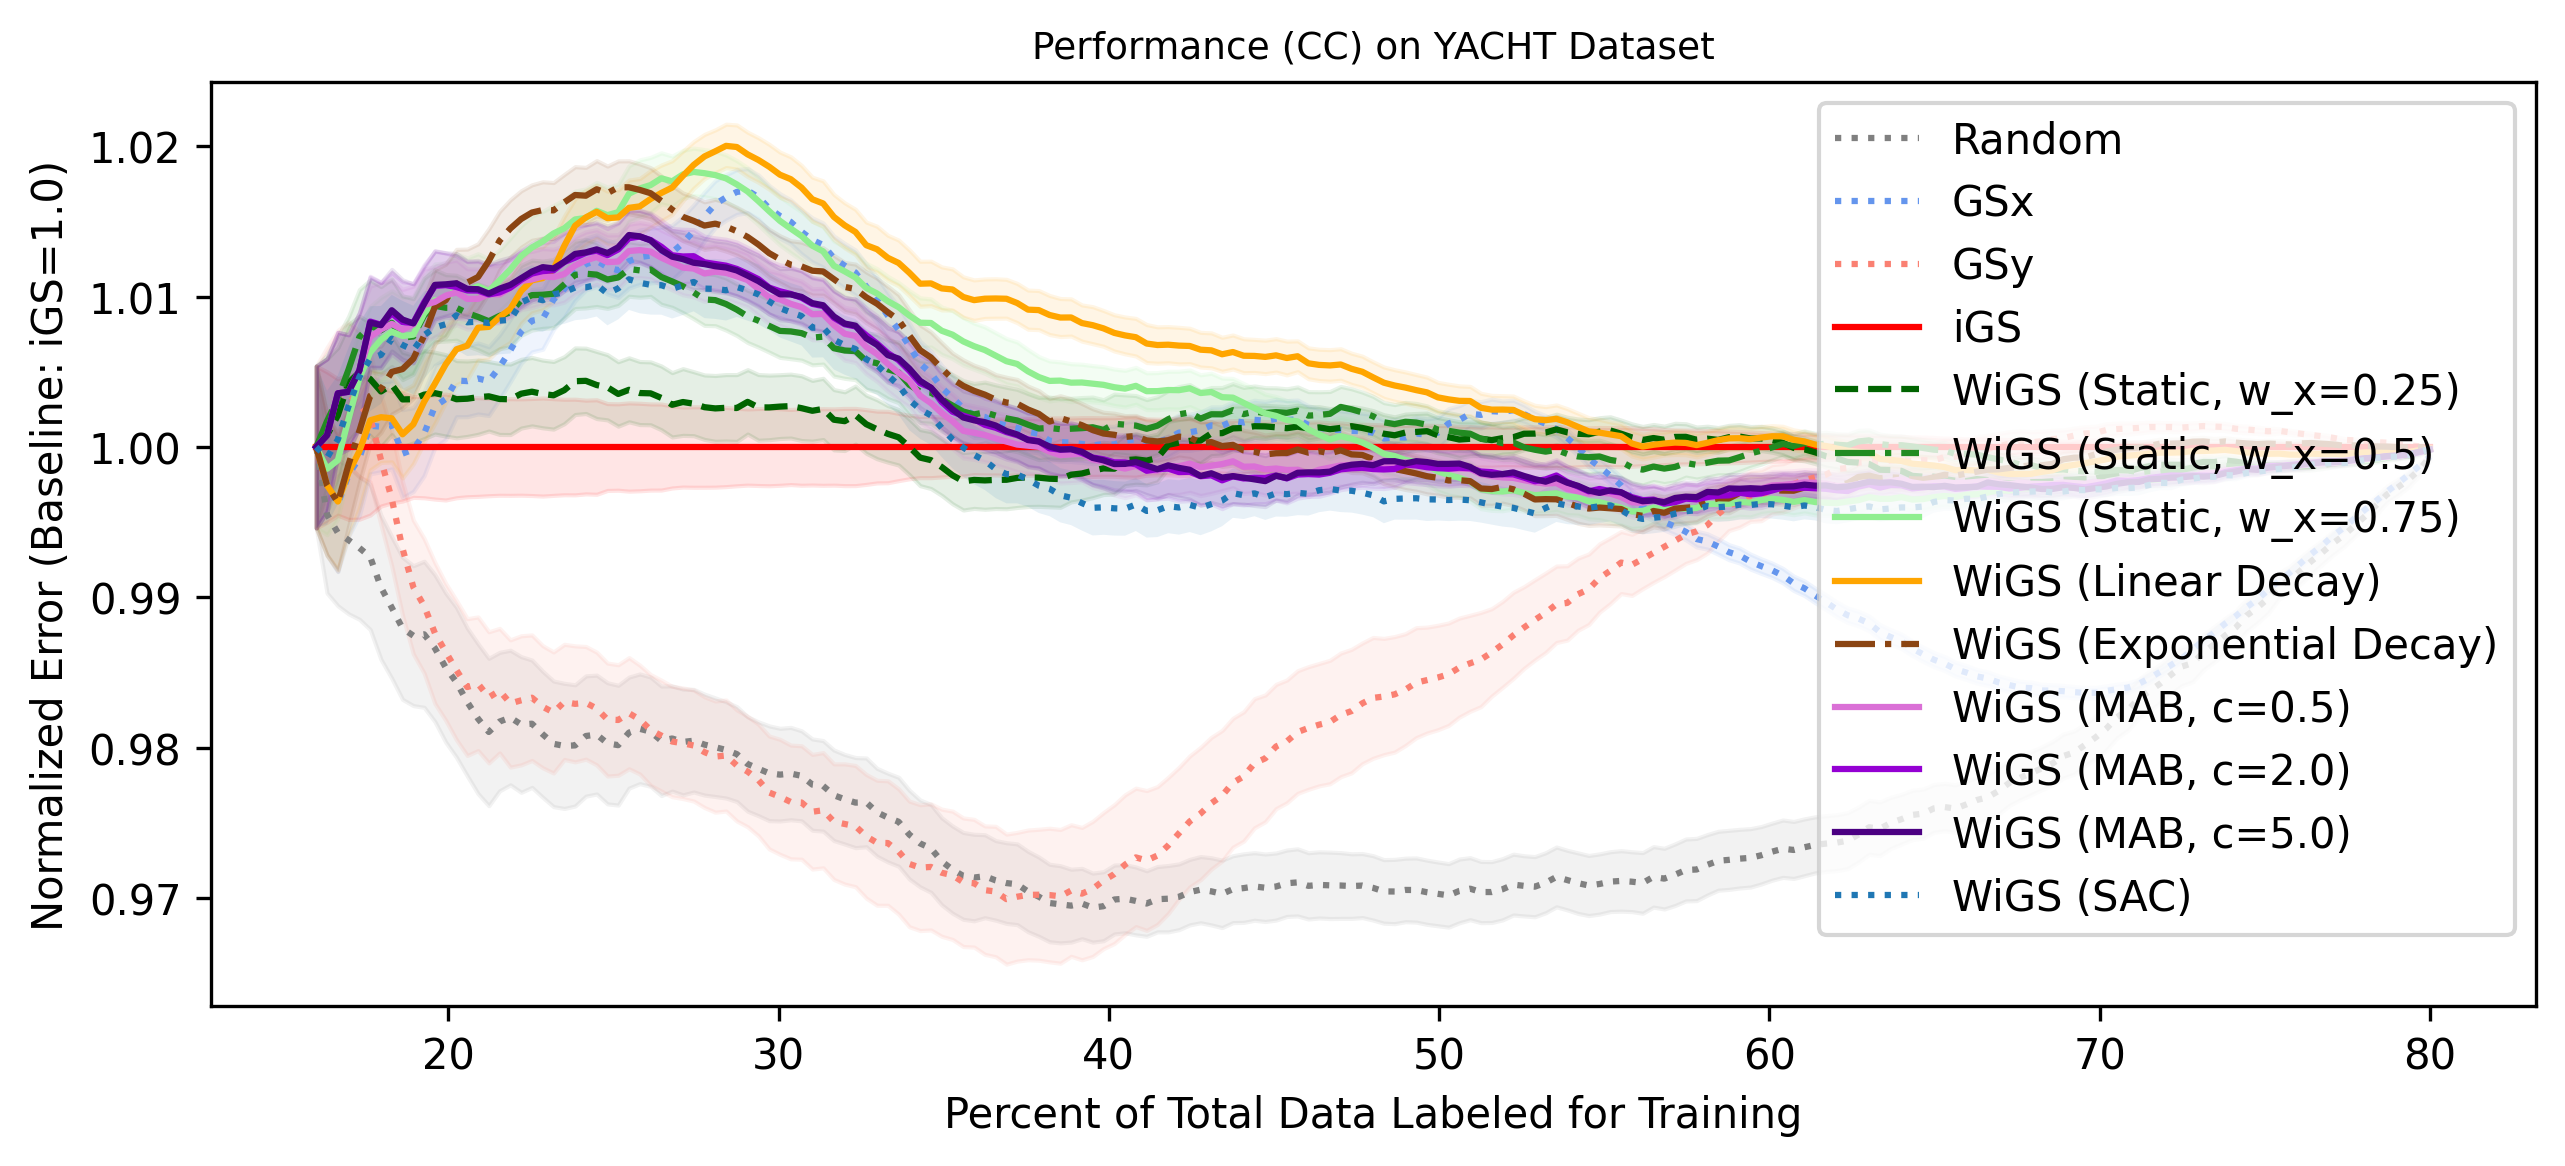 Performance (CC) on YACHT Dataset
Normalized Error (Baseline: iGS=1.0)
1.02
1.01
1.00
0.99
0.98
0.97
Random
GSx
GSy
iGS
WiGS (Static, w_x=0.25)
WiGS (Static, w_x=0.5)
WiGS (Static, w_x=0.75)
WiGS (Linear Decay)
WiGS (Exponential Decay)
WiGS (MAB, c=0.5)
WiGS (MAB, c=2.0)
WiGS (MAB, c=5.0)
WiGS (SAC)
20 30 40 50 60 70 80
Percent of Total Data Labeled for Training